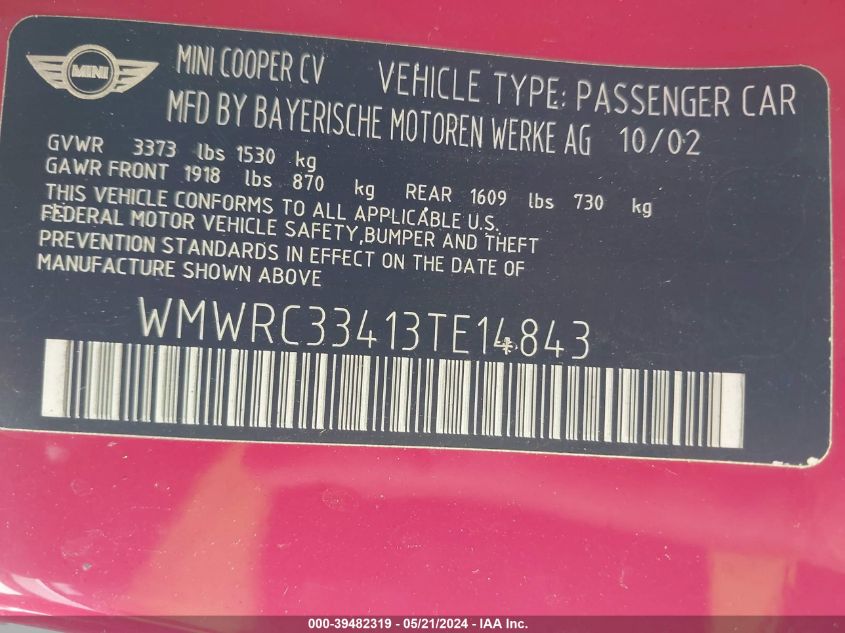 MINI
MINI COOPER CV VEHICLE TYPE: PASSENGER CAR
MFD BY BAYERISCHE MOTOREN WERKE AG 10/02
GVWR 3373 lbs 1530 kg
GAWR FRONT 1918 lbs 870 kg REAR 1609 lbs 730 kg
THIS VEHICLE CONFORMS TO ALL APPLICABLE U.S.
FEDERAL MOTOR VEHICLE SAFETY,BUMPER AND THEFT
PREVENTION STANDARDS IN EFFECT ON THE DATE OF
MANUFACTURE SHOWN ABOVE
WMWRC33413TE14843
000-39482319 - 05/21/2024 - IAA Inc.